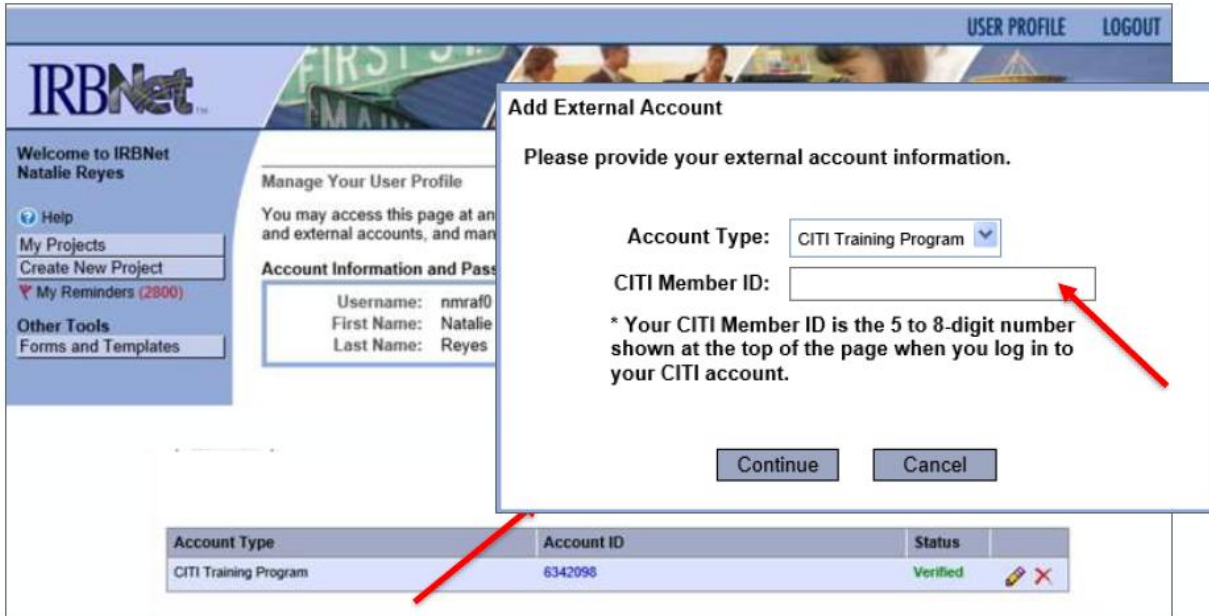 USER PROFILE LOGOUT
IRBNet™
FIRST ST.
MAIN
Welcome to IRBNet
Natalie Reyes
Help
My Projects
Create New Project
My Reminders (2800)
Other Tools
Forms and Templates
Manage Your User Profile
You may access this page at an
and external accounts, and man
Account Information and Pass
Username: nmraf0
First Name: Natalie
Last Name: Reyes
Add External Account
Please provide your external account information.
Account Type: CITI Training Program
CITI Member ID:
* Your CITI Member ID is the 5 to 8-digit number
shown at the top of the page when you log in to
your CITI account.
Continue Cancel
Account Type Account ID Status
CITI Training Program 6342098 Verified